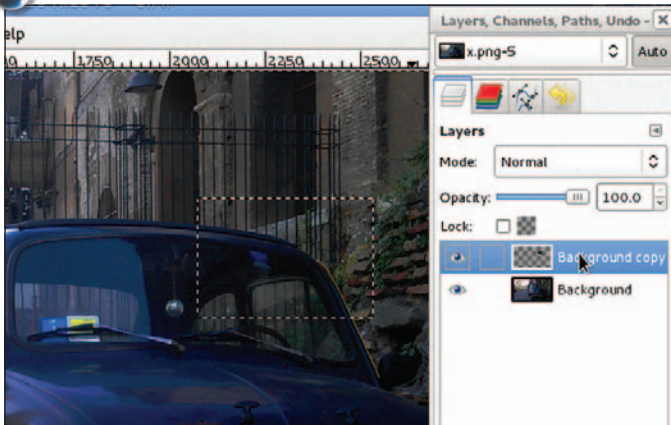 elp
1750
2000
2250
2500
Layers, Channels, Paths, Undo -
x.png-5
Auto
Layers
Mode: Normal
Opacity: 100.0
Lock:
Background copy
Background